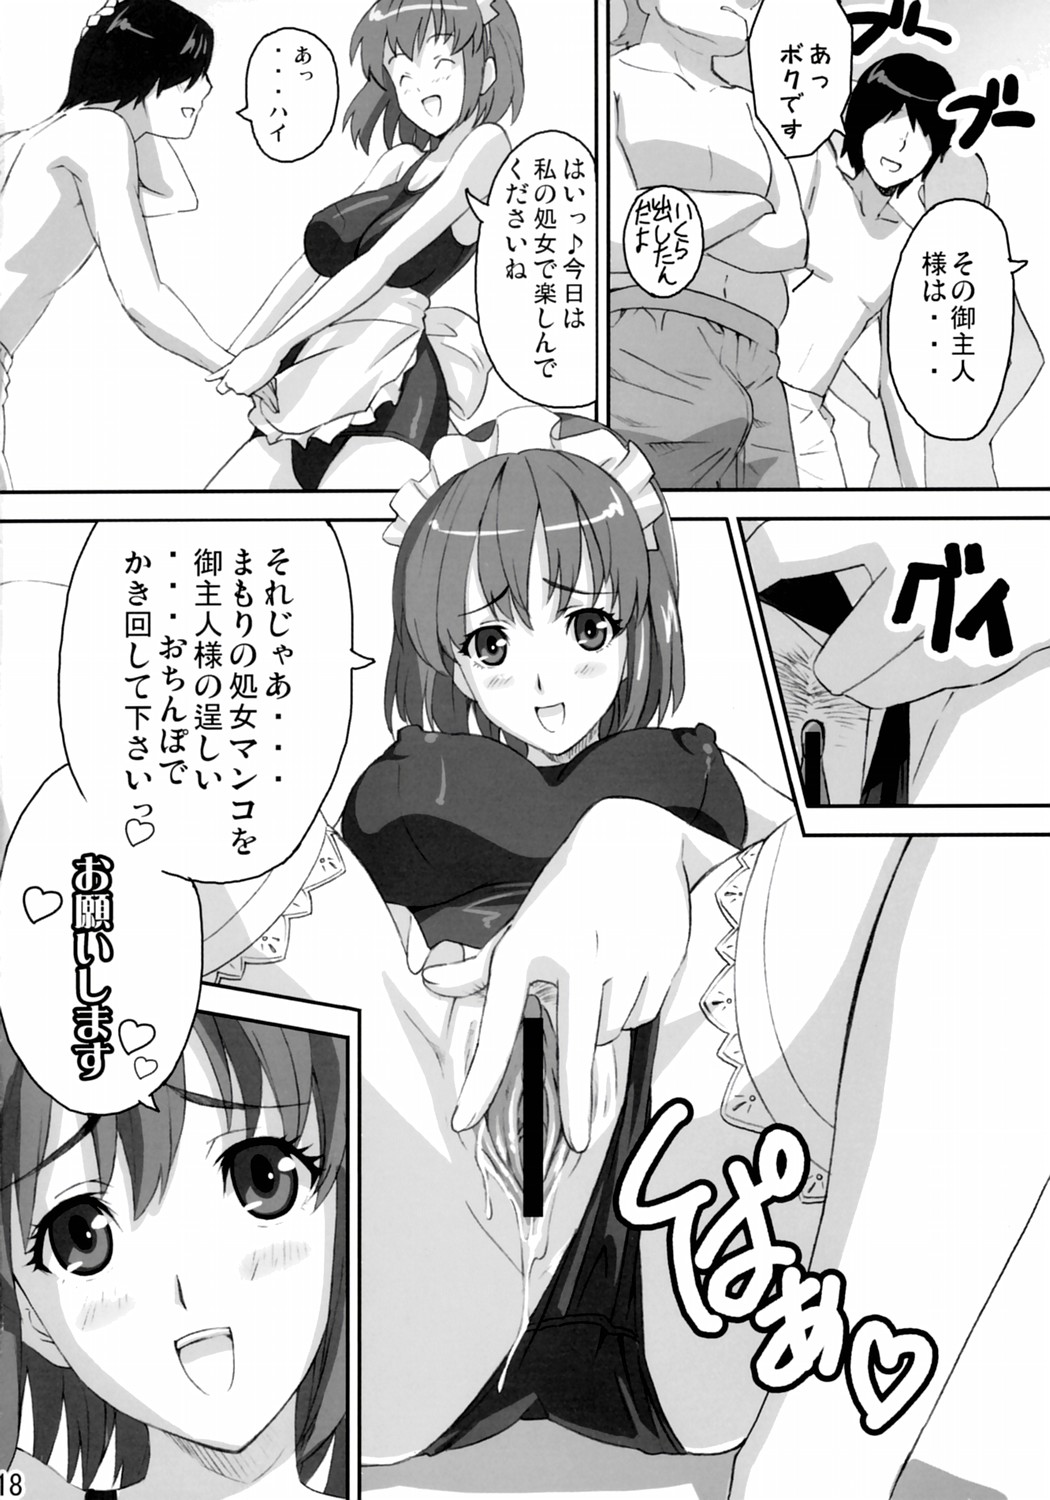 その御主人
様は・・・・
ブー
ブー
あっ
ボクです
いくら
出したん
だよ
はいっ♪今日は
私の処女で楽しんで
くださいね
あっ
・・・ハイ
グイ
それじゃあ・・・
まもりの処女マンコを
御主人様の逞しい
・・・おちんぽで
かき回して下さいっ♡
お願いします
くぱぁ♡
18